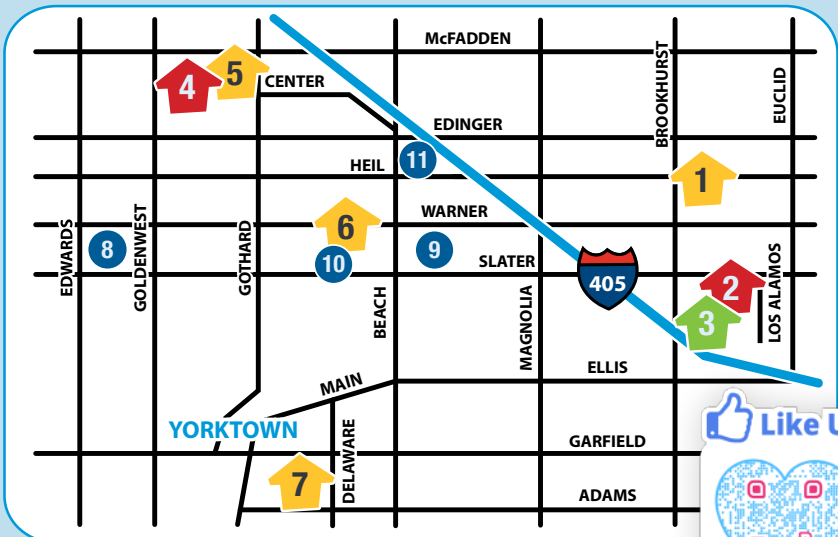 McFADDEN
4
5
CENTER
BROOKHURST
EUCLID
EDINGER
HEIL
11
1
WARNER
EDWARDS
8
GOLDENWEST
GOTHARD
6
10
BEACH
9
SLATER
MAGNOLIA
405
2
3
LOS ALAMOS
ELLIS
MAIN
YORKTOWN
DELAWARE
GARFIELD
7
ADAMS
Like U